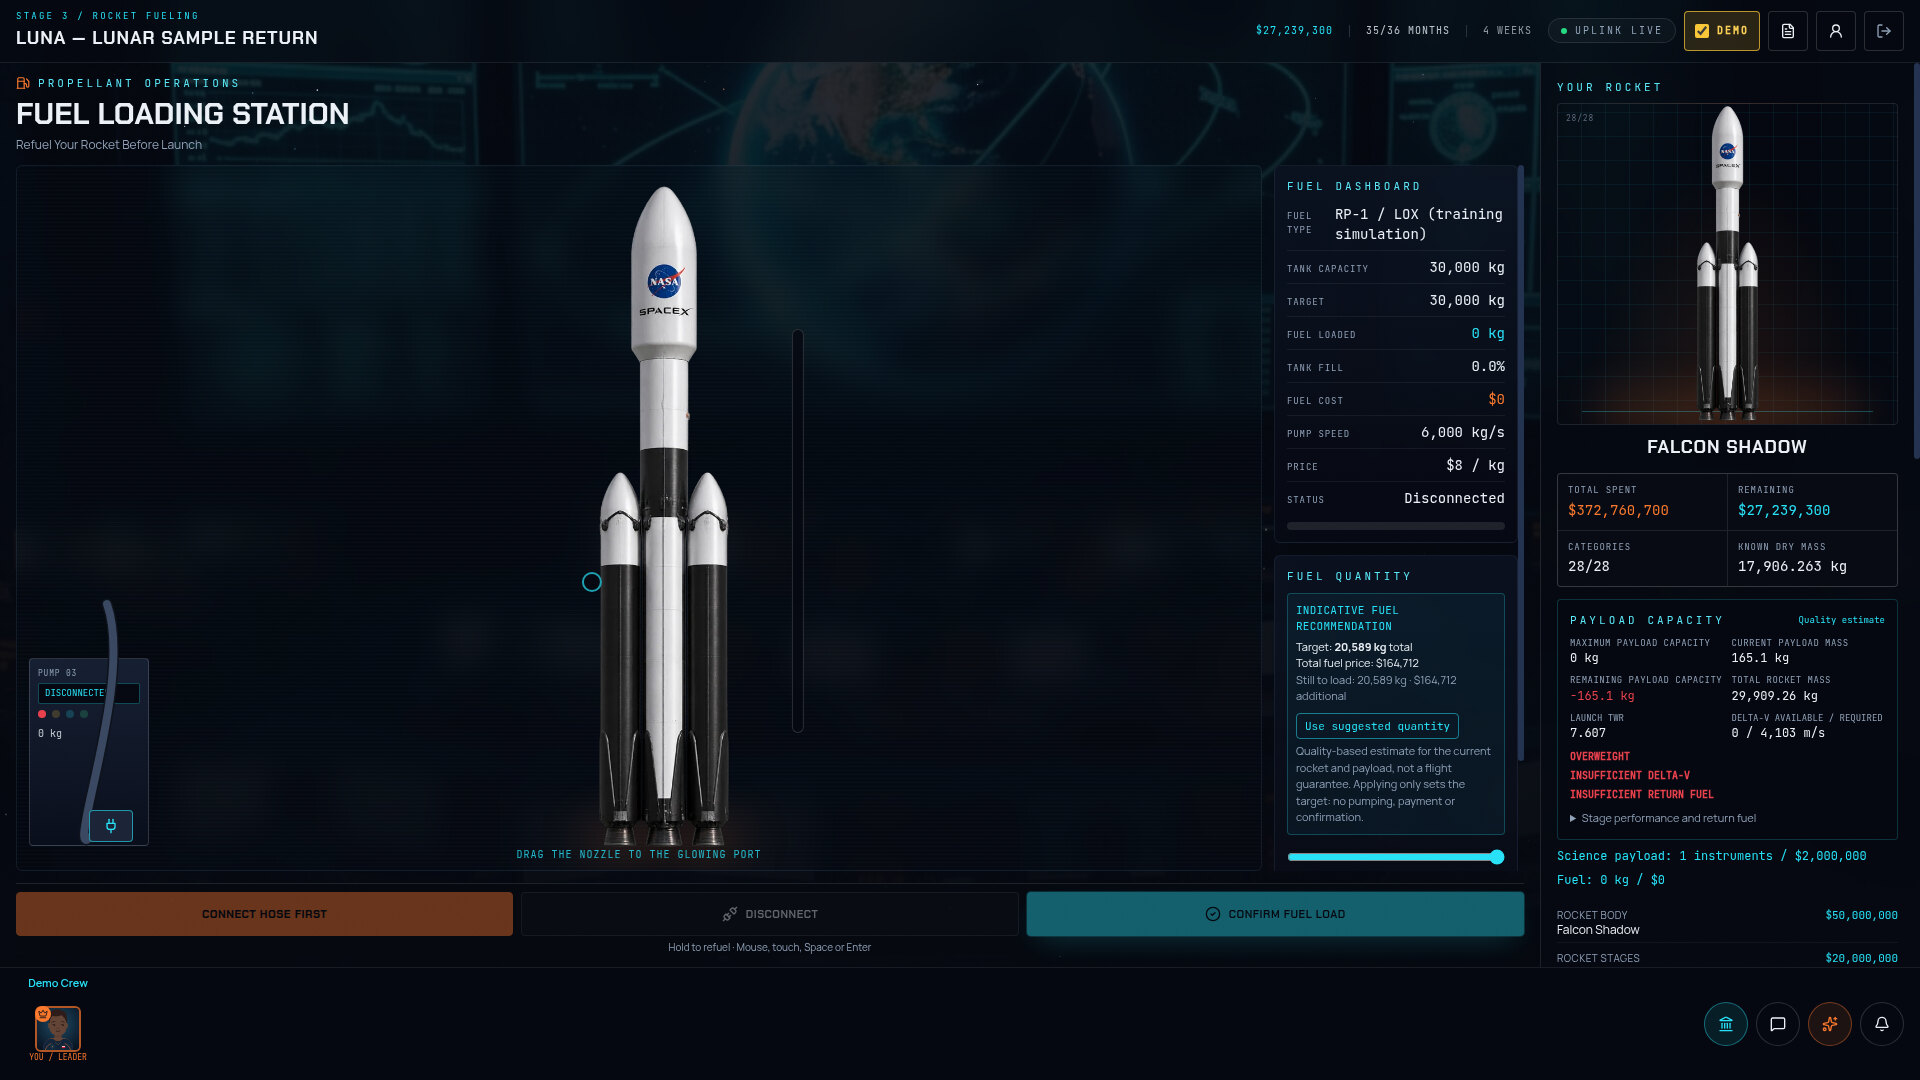 STAGE 3 / ROCKET FUELING
LUNA — LUNAR SAMPLE RETURN
$27,239,300
35/36 MONTHS
4 WEEKS
UPLINK LIVE
DEMO
PROPELLANT OPERATIONS
FUEL LOADING STATION
Refuel Your Rocket Before Launch
NASA
SPACEX
PUMP 03
DISCONNECTE
0 kg
DRAG THE NOZZLE TO THE GLOWING PORT
FUEL DASHBOARD
FUEL TYPE RP-1 / LOX (training simulation)
TANK CAPACITY 30,000 kg
TARGET 30,000 kg
FUEL LOADED 0 kg
TANK FILL 0.0%
FUEL COST $0
PUMP SPEED 6,000 kg/s
PRICE $8 / kg
STATUS Disconnected
FUEL QUANTITY
INDICATIVE FUEL
RECOMMENDATION
Target: 20,589 kg total
Total fuel price: $164,712
Still to load: 20,589 kg · $164,712
additional
Use suggested quantity
Quality-based estimate for the current
rocket and payload, not a flight
guarantee. Applying only sets the
target: no pumping, payment or
confirmation.
CONNECT HOSE FIRST
DISCONNECT
CONFIRM FUEL LOAD
Hold to refuel · Mouse, touch, Space or Enter
YOUR ROCKET
28/28
NASA
SPACEX
FALCON SHADOW
TOTAL SPENT
$372,760,700
REMAINING
$27,239,300
CATEGORIES
28/28
KNOWN DRY MASS
17,906.263 kg
PAYLOAD CAPACITY
Quality estimate
MAXIMUM PAYLOAD CAPACITY
0 kg
CURRENT PAYLOAD MASS
165.1 kg
REMAINING PAYLOAD CAPACITY
-165.1 kg
TOTAL ROCKET MASS
29,909.26 kg
LAUNCH TWR
7.607
DELTA-V AVAILABLE / REQUIRED
0 / 4,103 m/s
OVERWEIGHT
INSUFFICIENT DELTA-V
INSUFFICIENT RETURN FUEL
Stage performance and return fuel
Science payload: 1 instruments / $2,000,000
Fuel: 0 kg / $0
ROCKET BODY
Falcon Shadow
$50,000,000
ROCKET STAGES
$20,000,000
Demo Crew
YOU / LEADER